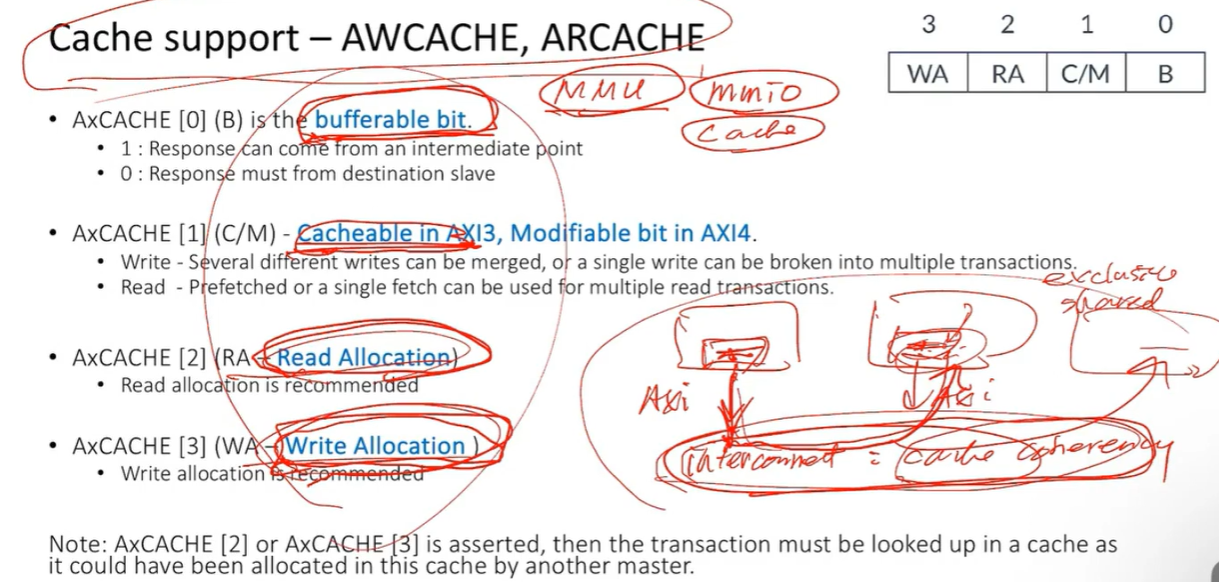 Cache support – AWCACHE, ARCACHE
3 2 1 0
WA RA C/M B
MMU mmio
Cache
• AxCACHE [0] (B) is the bufferable bit.
• 1 : Response can come from an intermediate point
• 0 : Response must from destination slave
• AxCACHE [1] (C/M) - Cacheable in AXI3, Modifiable bit in AXI4.
• Write - Several different writes can be merged, or a single write can be broken into multiple transactions.
• Read - Prefetched or a single fetch can be used for multiple read transactions.
exclusive
shared
• AxCACHE [2] (RA – Read Allocation)
• Read allocation is recommended
Axi Axi
• AxCACHE [3] (WA – Write Allocation )
interconnect : cache coherency
• Write allocation is recommended
Note: AxCACHE [2] or AxCACHE [3] is asserted, then the transaction must be looked up in a cache as
it could have been allocated in this cache by another master.